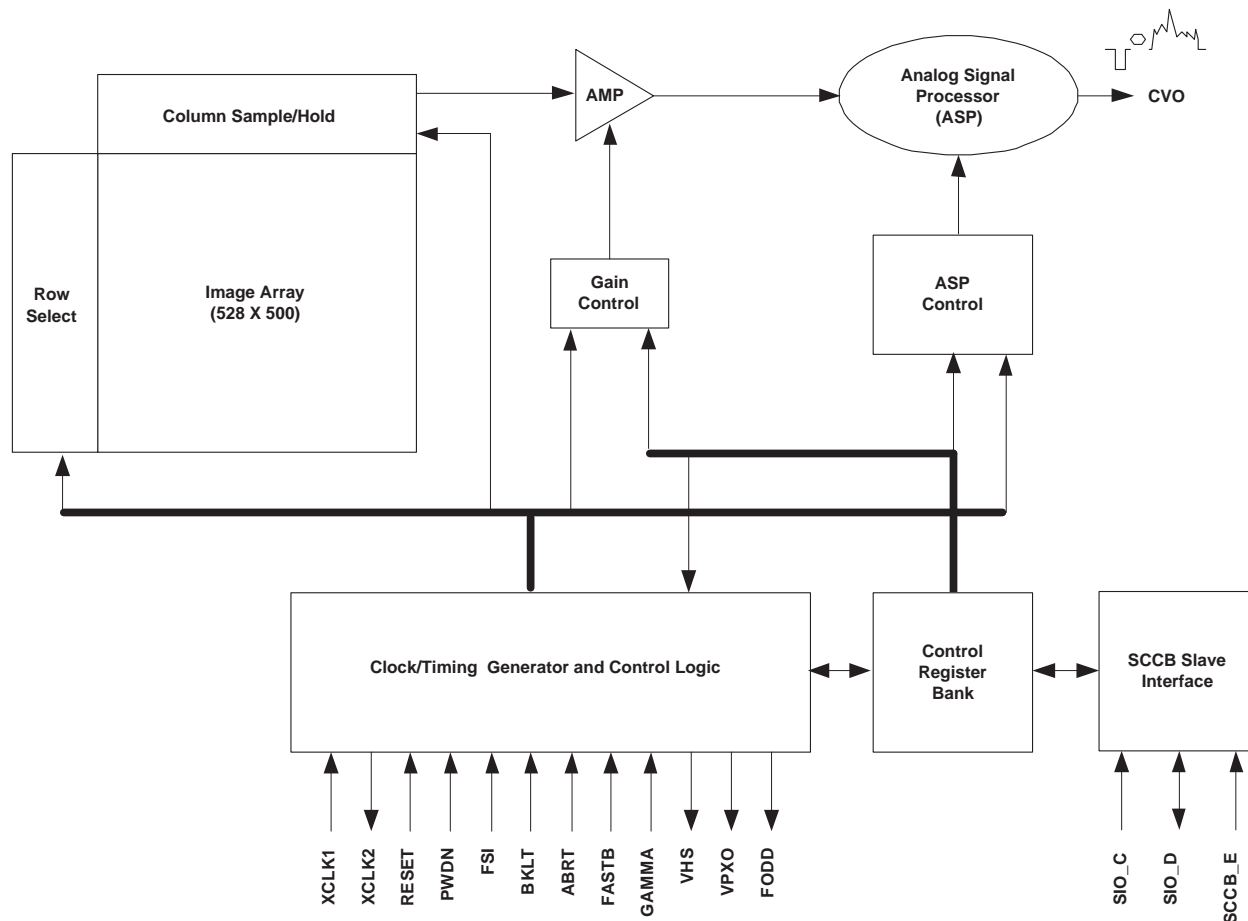 Column Sample/Hold
AMP
Analog Signal
Processor
(ASP)
CVO
Row
Select
Image Array
(528 X 500)
Gain
Control
ASP
Control
Clock/Timing Generator and Control Logic
Control
Register
Bank
SCCB Slave
Interface
XCLK1
XCLK2
RESET
PWDN
FSI
BKLT
ABRT
FASTB
GAMMA
VHS
VPXO
FODD
SIO_C
SIO_D
SCCB_E